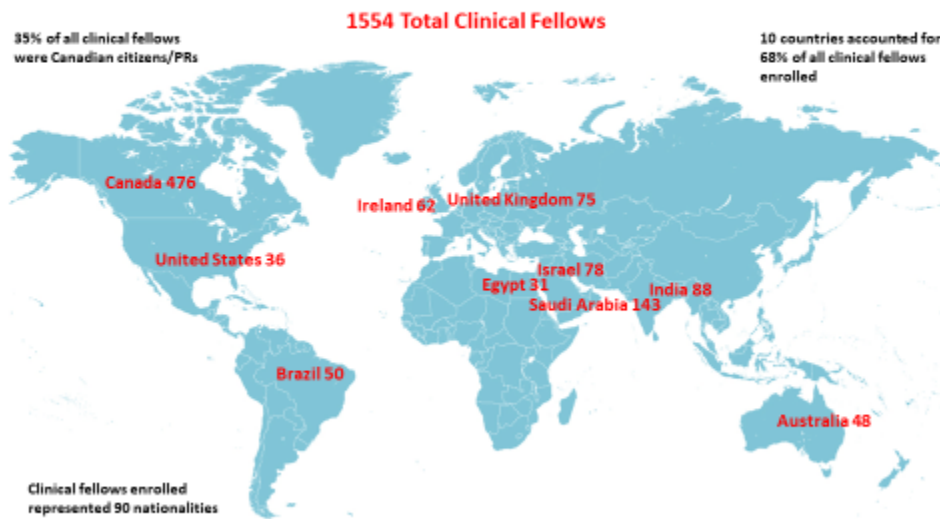 1554 Total Clinical Fellows
35% of all clinical fellows
were Canadian citizens/PRs
10 countries accounted for
68% of all clinical fellows
enrolled
Canada 476
Ireland 62
United Kingdom 75
United States 36
Israel 78
Egypt 31
India 88
Saudi Arabia 143
Brazil 50
Australia 48
Clinical fellows enrolled
represented 90 nationalities